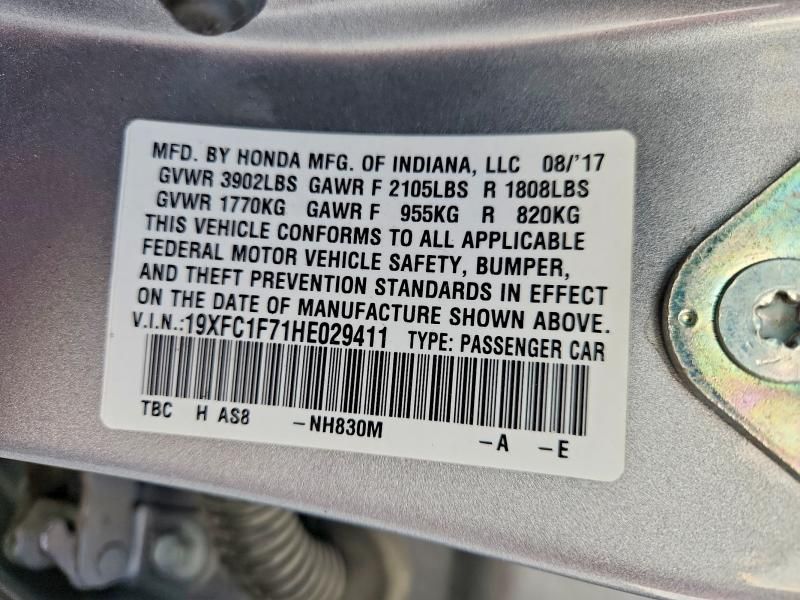 MFD. BY HONDA MFG. OF INDIANA, LLC 08/'17
GVWR 3902LBS GAWR F 2105LBS R 1808LBS
GVWR 1770KG GAWR F 955KG R 820KG
THIS VEHICLE CONFORMS TO ALL APPLICABLE
FEDERAL MOTOR VEHICLE SAFETY, BUMPER,
AND THEFT PREVENTION STANDARDS IN EFFECT
ON THE DATE OF MANUFACTURE SHOWN ABOVE.
V.I.N.:19XFC1F71HE029411 TYPE: PASSENGER CAR
TBC H AS8 -NH830M -A -E